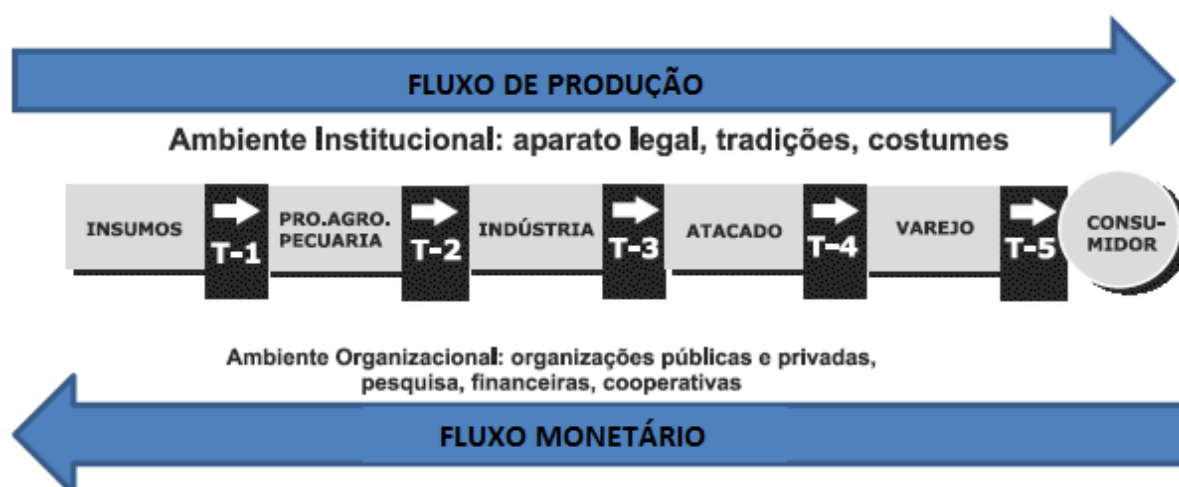 FLUXO DE PRODUÇÃO
Ambiente Institucional: aparato legal, tradições, costumes
INSUMOS
T-1
PRO.AGRO.
PECUARIA
T-2
INDÚSTRIA
T-3
ATACADO
T-4
VAREJO
T-5
CONSU-
MIDOR
Ambiente Organizacional: organizações públicas e privadas,
pesquisa, financeiras, cooperativas
FLUXO MONETÁRIO